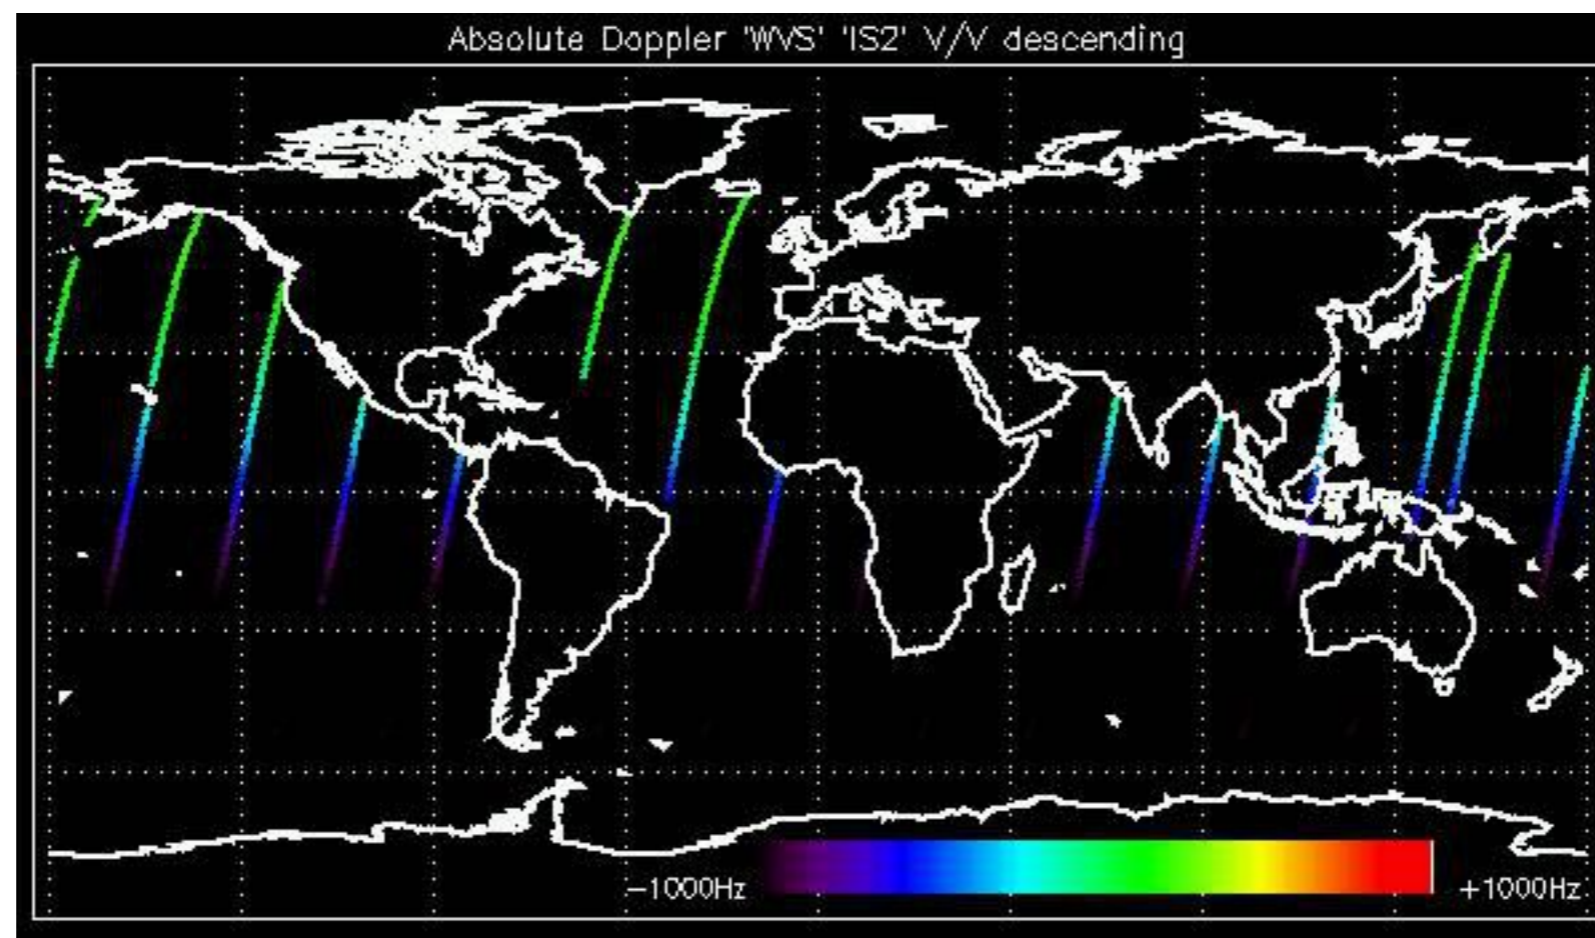 Absolute Doppler 'WVS' 'IS2' V/V descending
−1000Hz +1000Hz